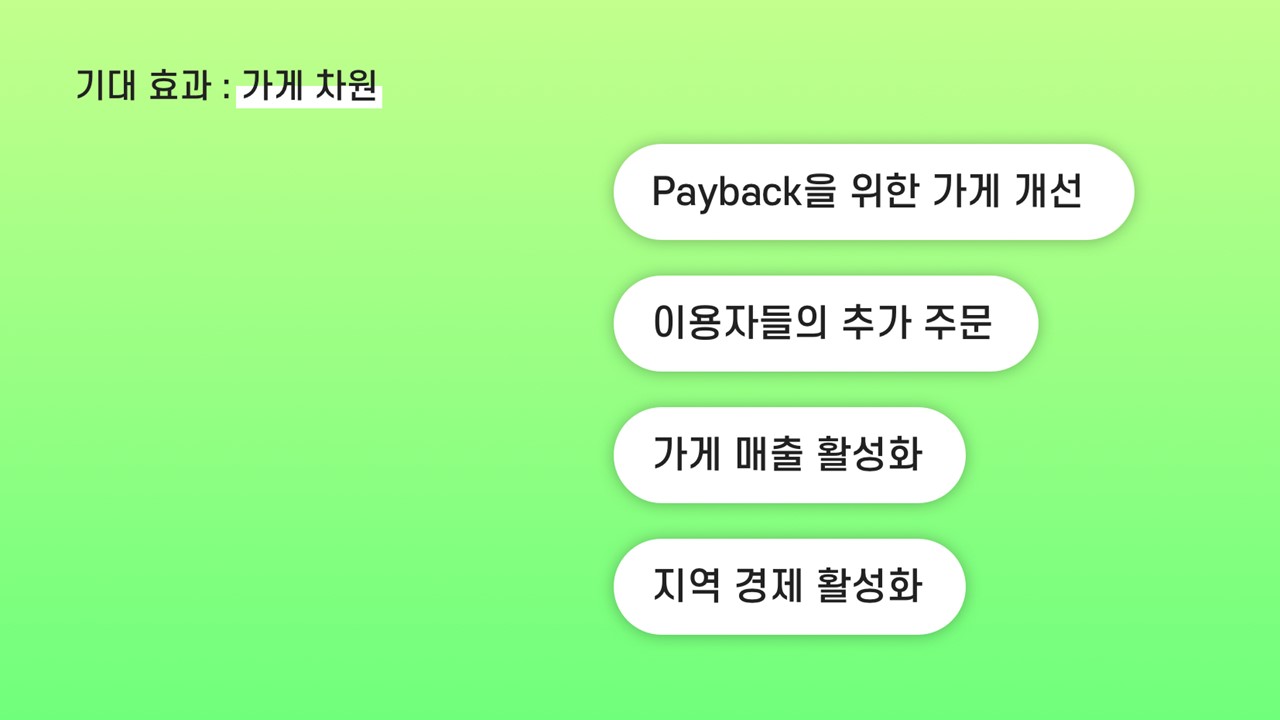 기대 효과 : 가게 차원
Payback을 위한 가게 개선
이용자들의 추가 주문
가게 매출 활성화
지역 경제 활성화